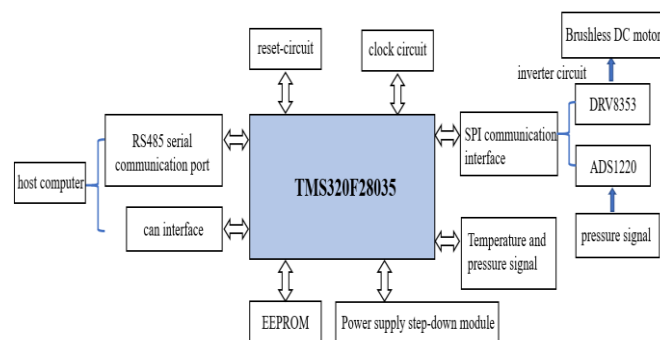 Brushless DC motor
reset-circuit
clock circuit
inverter circuit
DRV8353
RS485 serial
communication port
SPI communication
interface
host computer
TMS320F28035
ADS1220
can interface
Temperature and
pressure signal
pressure signal
EEPROM
Power supply step-down module